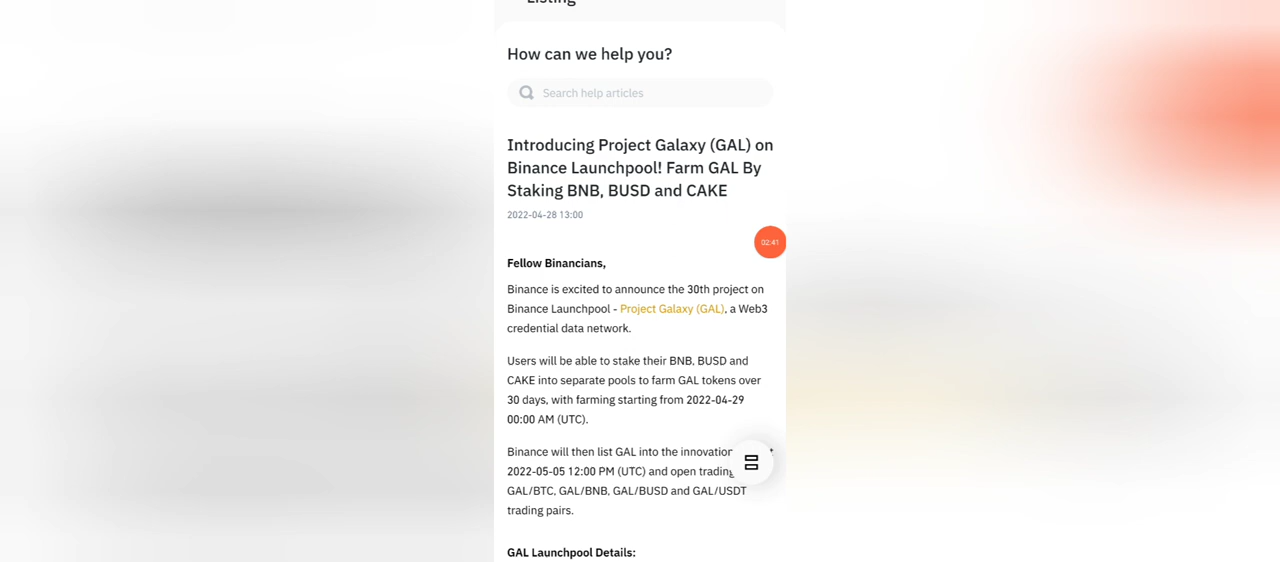 Listing
How can we help you?
Search help articles
Introducing Project Galaxy (GAL) on
Binance Launchpool! Farm GAL By
Staking BNB, BUSD and CAKE
2022-04-28 13:00
02:41
Fellow Binancians,
Binance is excited to announce the 30th project on
Binance Launchpool - Project Galaxy (GAL), a Web3
credential data network.
Users will be able to stake their BNB, BUSD and
CAKE into separate pools to farm GAL tokens over
30 days, with farming starting from 2022-04-29
00:00 AM (UTC).
Binance will then list GAL into the innovation
2022-05-05 12:00 PM (UTC) and open trading
GAL/BTC, GAL/BNB, GAL/BUSD and GAL/USDT
trading pairs.
GAL Launchpool Details: